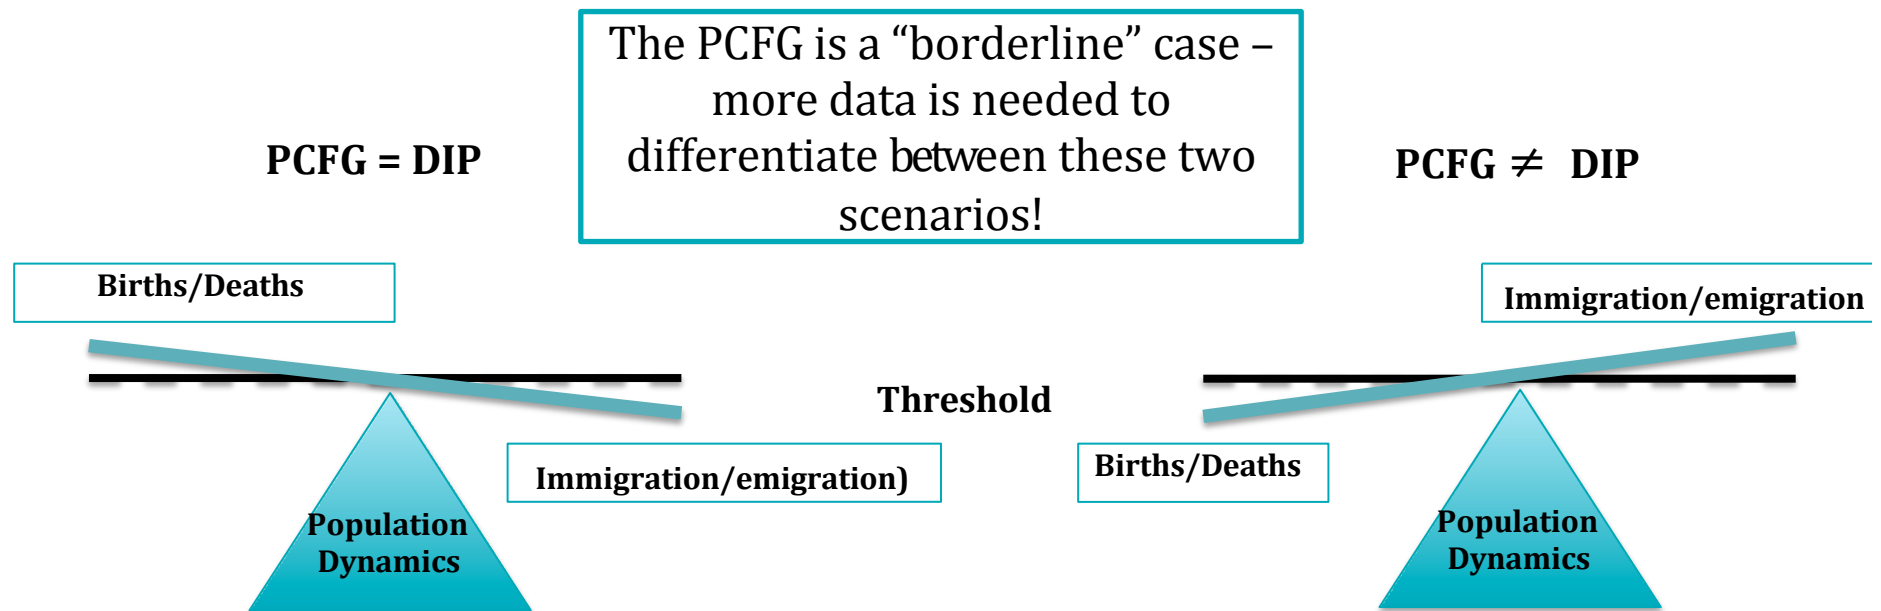 The PCFG is a “borderline” case –
more data is needed to
differentiate between these two
scenarios!
PCFG = DIP
PCFG ≠ DIP
Births/Deaths
Immigration/emigration
Threshold
Immigration/emigration)
Births/Deaths
Population
Dynamics
Population
Dynamics